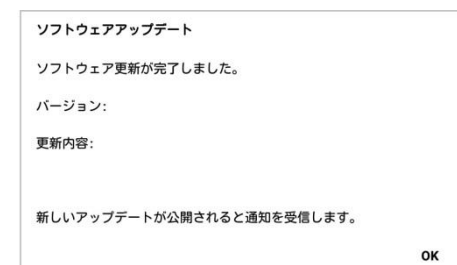 ソフトウェアアップデート
ソフトウェア更新が完了しました。
バージョン:
更新内容:
新しいアップデートが公開されると通知を受信します。
OK